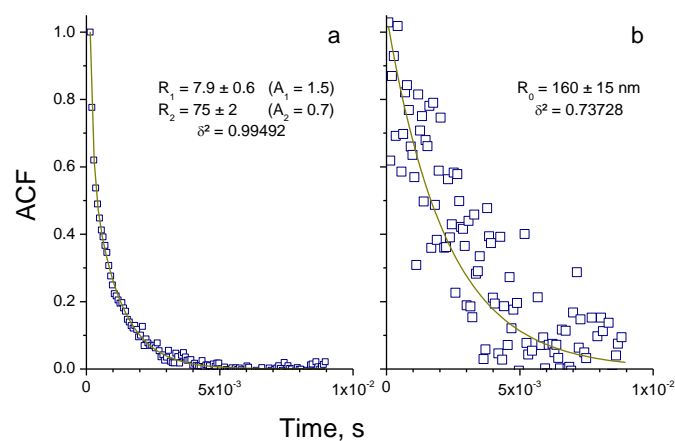 a
R₁ = 7.9 ± 0.6 (A₁ = 1.5)
R₂ = 75 ± 2 (A₂ = 0.7)
δ² = 0.99492
b
R₀ = 160 ± 15 nm
δ² = 0.73728
ACF
1.0
0.8
0.6
0.4
0.2
0.0
0 5x10⁻³ 1x10⁻²
0 5x10⁻³ 1x10⁻²
Time, s